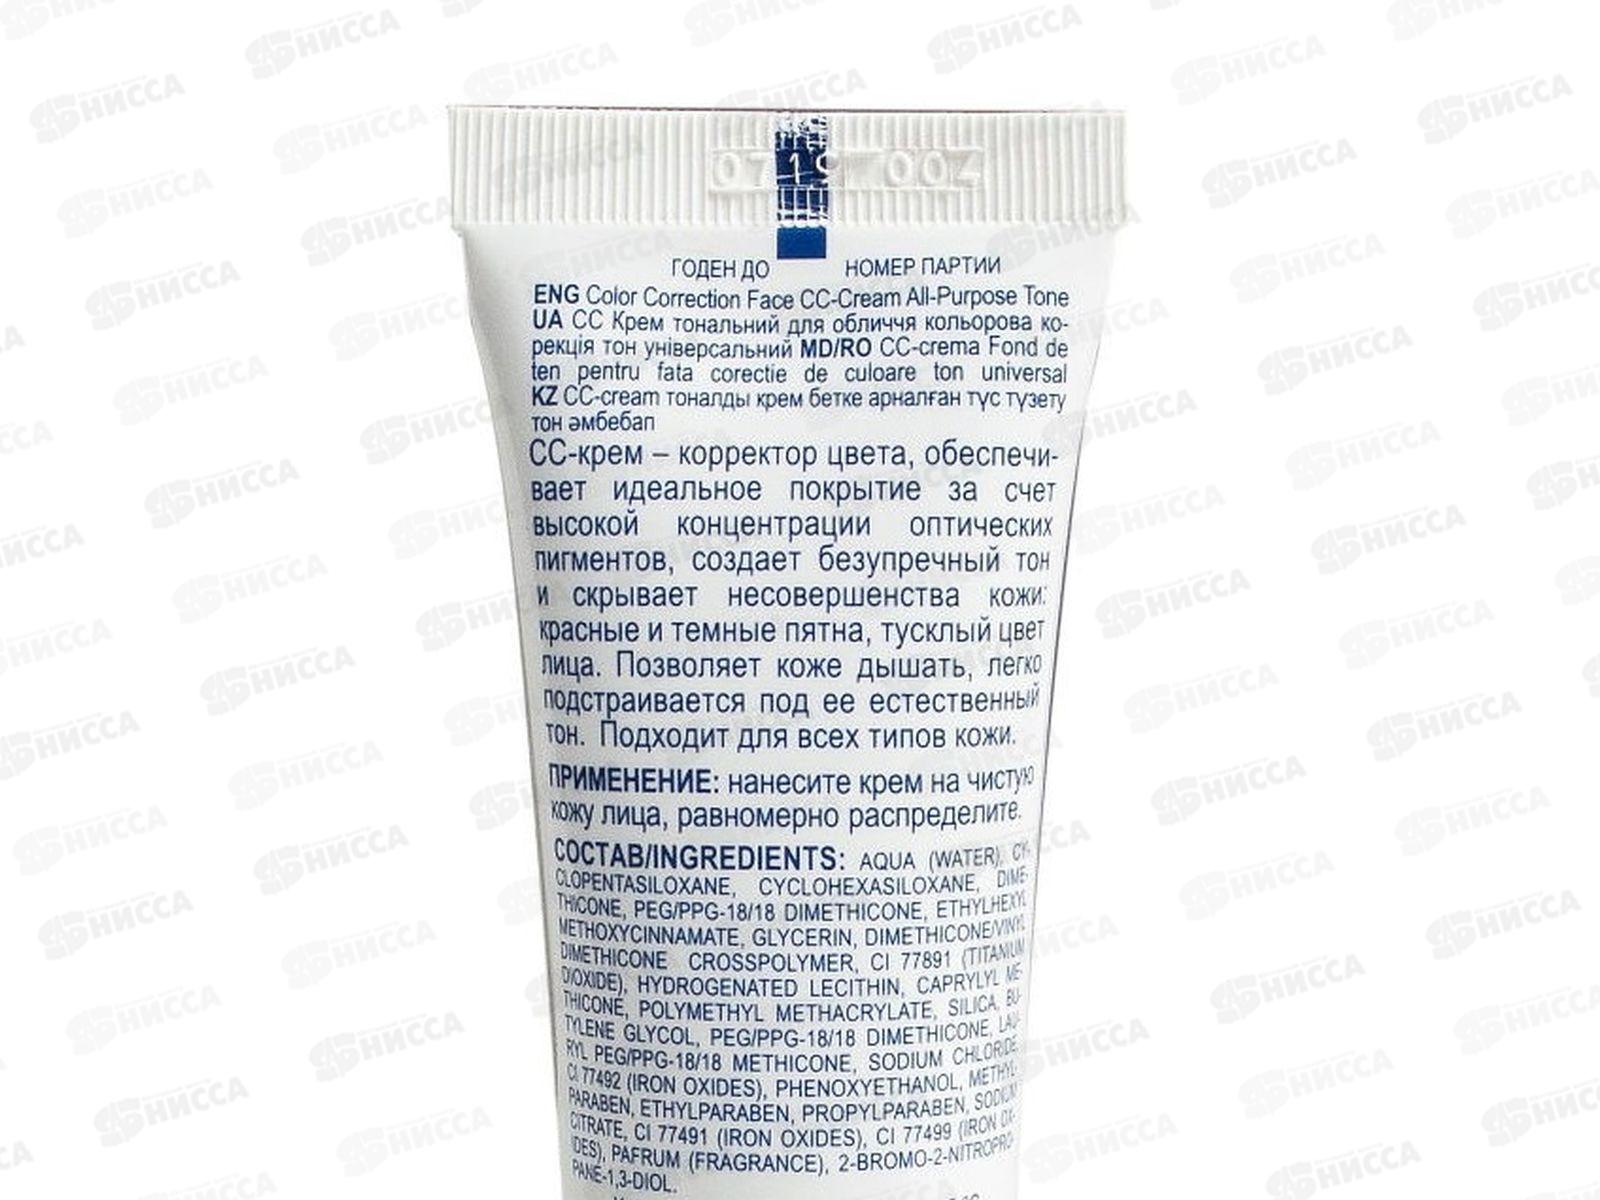 0719 004
ГОДЕН ДО НОМЕР ПАРТИИ
ENG Color Correction Face CC-Cream All-Purpose Tone
UA CC Крем тональний для обличчя кольорова ко-
рекція тон універсальний MD/RO CC-crema Fond de
ten pentru fata corectie de culoare ton universal
KZ CC-cream тоналды крем бетке арналған түс түзету
тон әмбебап
СС-крем – корректор цвета, обеспечи-
вает идеальное покрытие за счет
высокой концентрации оптических
пигментов, создает безупречный тон
и скрывает несовершенства кожи:
красные и темные пятна, тусклый цвет
лица. Позволяет коже дышать, легко
подстраивается под ее естественный
тон. Подходит для всех типов кожи.
ПРИМЕНЕНИЕ: нанесите крем на чистую
кожу лица, равномерно распределите.
СОСТАВ/INGREDIENTS: AQUA (WATER), CY-
CLOPENTASILOXANE, CYCLOHEXASILOXANE, DIME-
THICONE, PEG/PPG-18/18 DIMETHICONE, ETHYLHEXYL
METHOXYCINNAMATE, GLYCERIN, DIMETHICONE/VINYL
DIMETHICONE CROSSPOLYMER, CI 77891 (TITANIUM
DIOXIDE), HYDROGENATED LECITHIN, CAPRYLYL ME-
THICONE, POLYMETHYL METHACRYLATE, SILICA, BU-
TYLENE GLYCOL, PEG/PPG-18/18 DIMETHICONE, LAU-
RYL PEG/PPG-18/18 METHICONE, SODIUM CHLORIDE,
CI 77492 (IRON OXIDES), PHENOXYETHANOL, METHYL-
PARABEN, ETHYLPARABEN, PROPYLPARABEN, SODIUM
CITRATE, CI 77491 (IRON OXIDES), CI 77499 (IRON OX-
IDES), PAFRUM (FRAGRANCE), 2-BROMO-2-NITROPRO-
PANE-1,3-DIOL.
НИССА